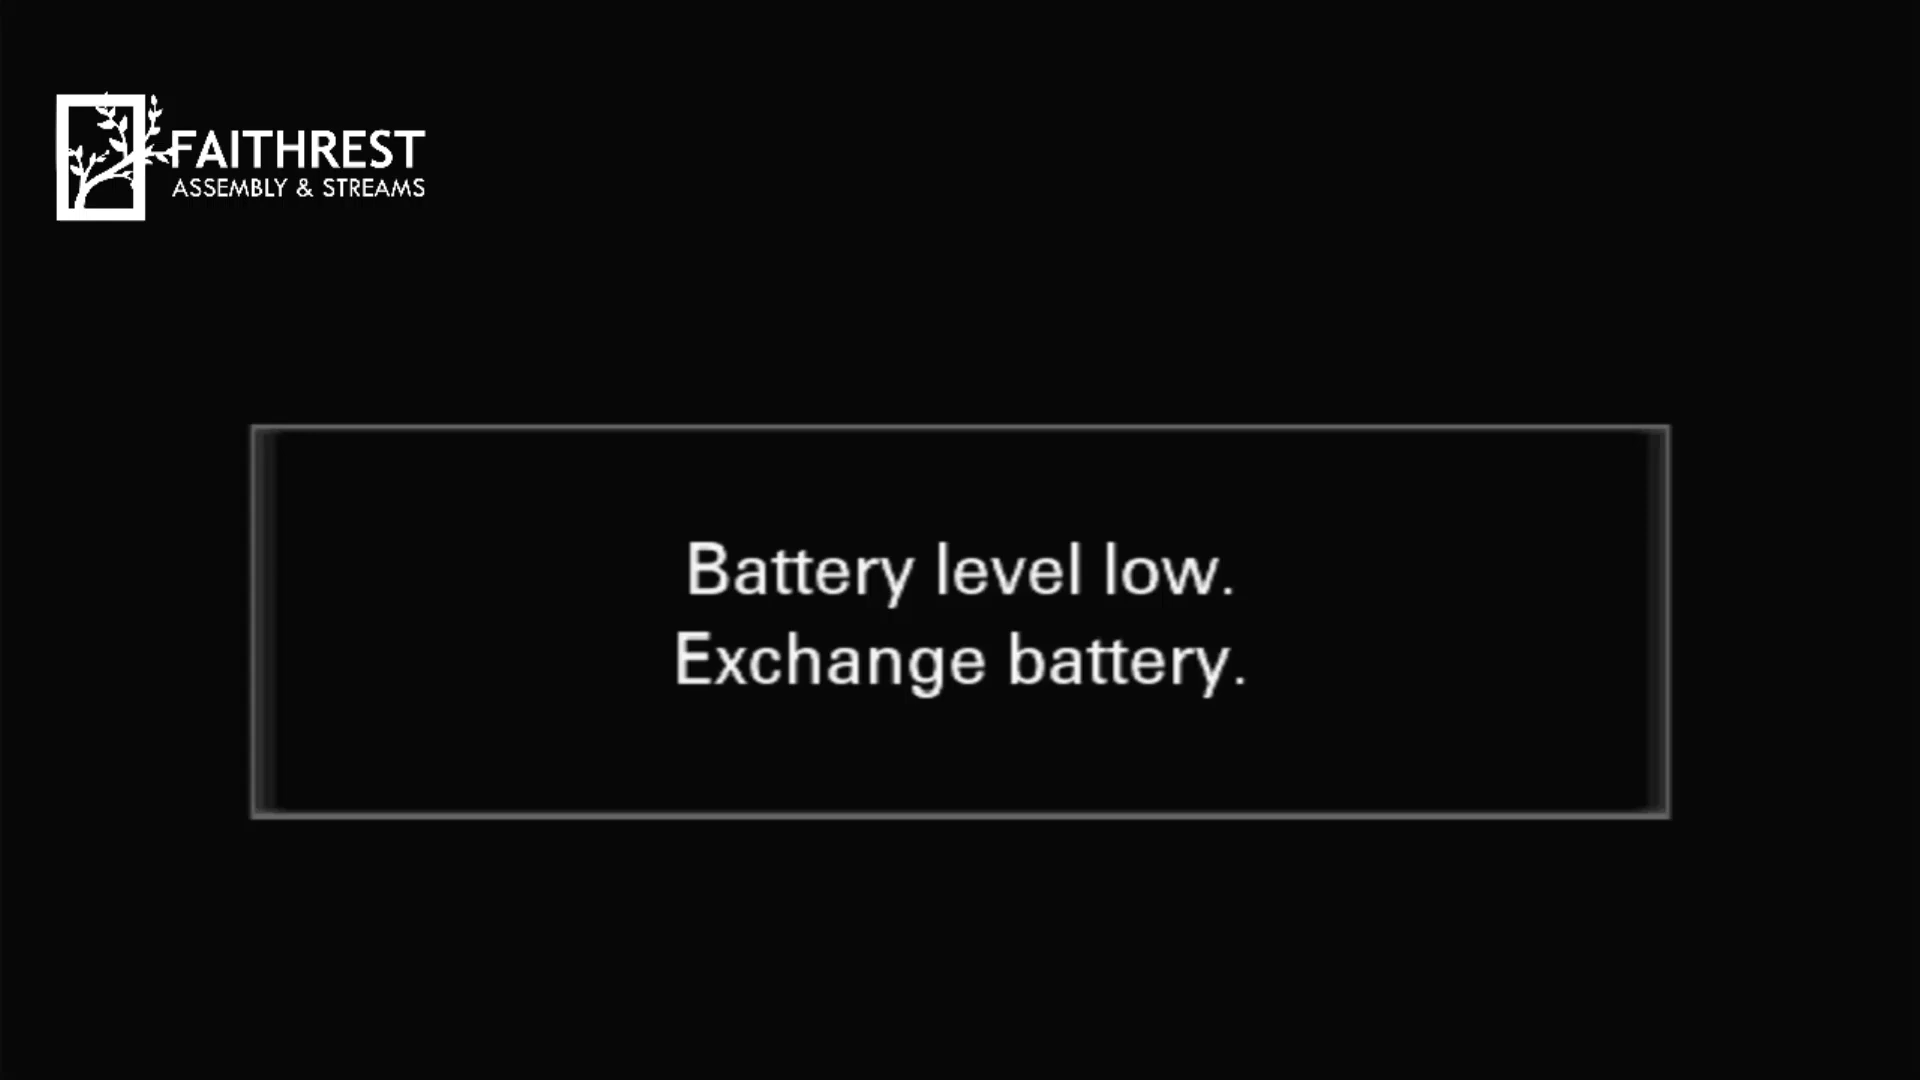 FAITHREST
ASSEMBLY & STREAMS
Battery level low.
Exchange battery.